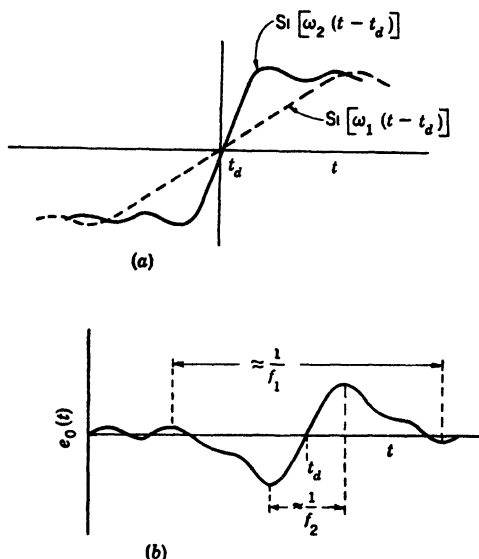 Si [ω₂ (t − t_d)]
Si [ω₁ (t − t_d)]
t_d
t
(a)
≈ 1/f₁
e₀(t)
t_d
t
≈ 1/f₂
(b)